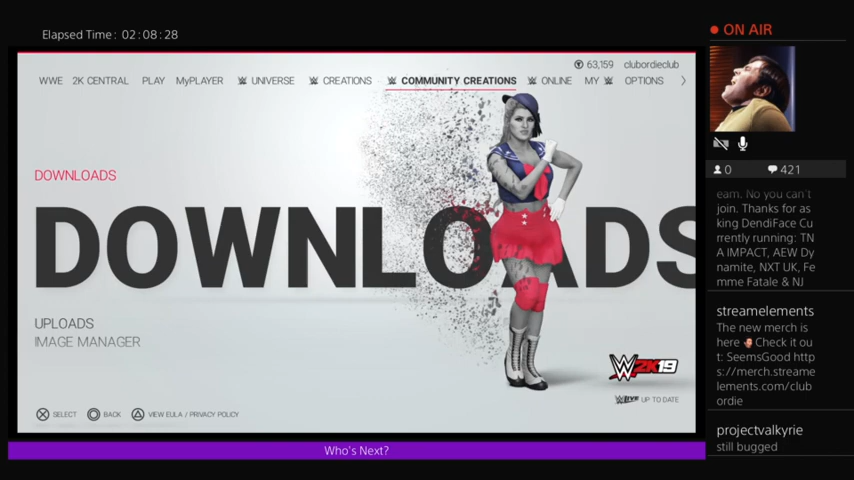 Elapsed Time: 02:08:28
ON AIR
63,159 clubordieclub
WWE 2K CENTRAL PLAY MyPLAYER UNIVERSE CREATIONS COMMUNITY CREATIONS ONLINE MY OPTIONS
DOWNLOADS
DOWNLOADS
UPLOADS
IMAGE MANAGER
W 2K19
LIVE UP TO DATE
SELECT BACK VIEW EULA / PRIVACY POLICY
Who's Next?
0 421
eam. No you can't
join. Thanks for as
king DendiFace Cu
rrently running: TN
A IMPACT, AEW Dy
namite, NXT UK, Fe
mme Fatale & NJ
streamelements
The new merch is
here Check it ou
t: SeemsGood http
s://merch.streame
lements.com/club
ordie
projectvalkyrie
still bugged